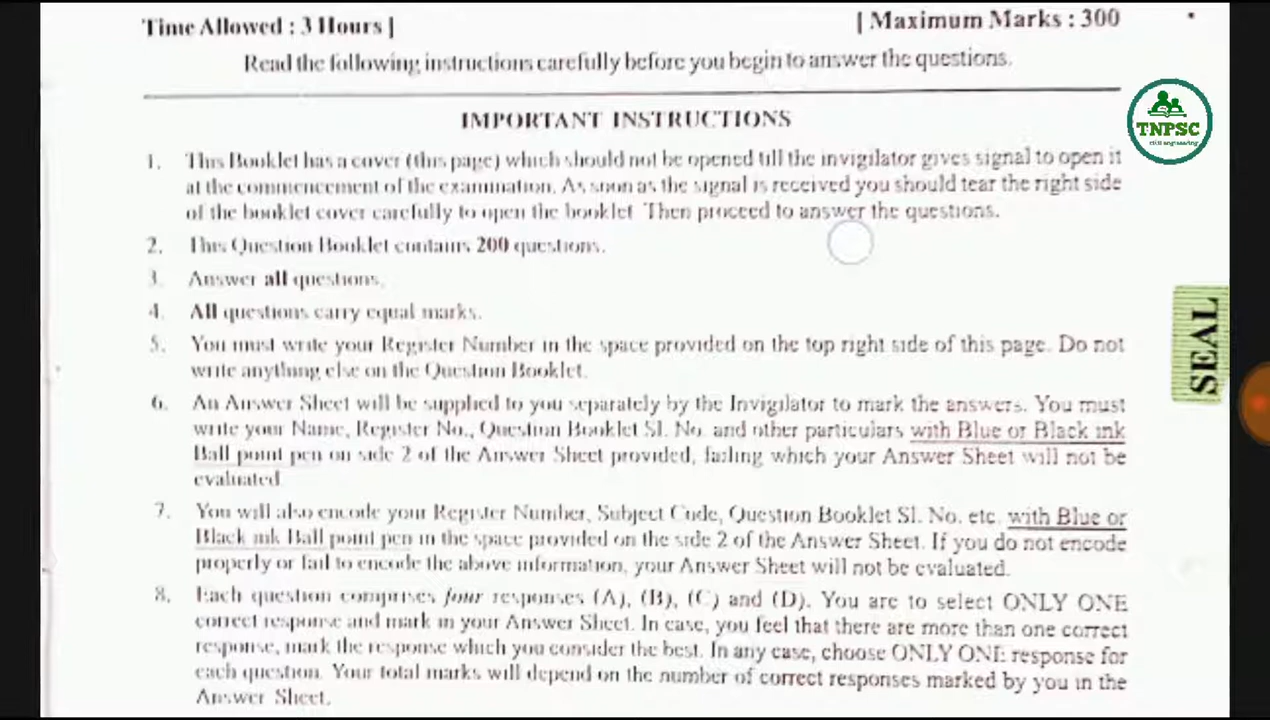 Time Allowed : 3 Hours ]
[ Maximum Marks : 300
Read the following instructions carefully before you begin to answer the questions.
IMPORTANT INSTRUCTIONS
1. This Booklet has a cover (this page) which should not be opened till the invigilator gives signal to open it
at the commencement of the examination. As soon as the signal is received you should tear the right side
of the booklet cover carefully to open the booklet Then proceed to answer the questions.
2. This Question Booklet contains 200 questions.
3. Answer all questions.
4. All questions carry equal marks.
5. You must write your Register Number in the space provided on the top right side of this page. Do not
write anything else on the Question Booklet.
6. An Answer Sheet will be supplied to you separately by the Invigilator to mark the answers. You must
write your Name, Register No., Question Booklet Sl. No. and other particulars with Blue or Black ink
Ball point pen on side 2 of the Answer Sheet provided, failing which your Answer Sheet will not be
evaluated
7. You will also encode your Register Number, Subject Code, Question Booklet Sl. No. etc. with Blue or
Black ink Ball point pen in the space provided on the side 2 of the Answer Sheet. If you do not encode
properly or fail to encode the above information, your Answer Sheet will not be evaluated.
8. Each question comprises four responses (A), (B), (C) and (D). You are to select ONLY ONE
correct response and mark in your Answer Sheet. In case, you feel that there are more than one correct
response, mark the response which you consider the best. In any case, choose ONLY ONE response for
each question. Your total marks will depend on the number of correct responses marked by you in the
Answer Sheet.
TNPSC
civil engineering
SEAL